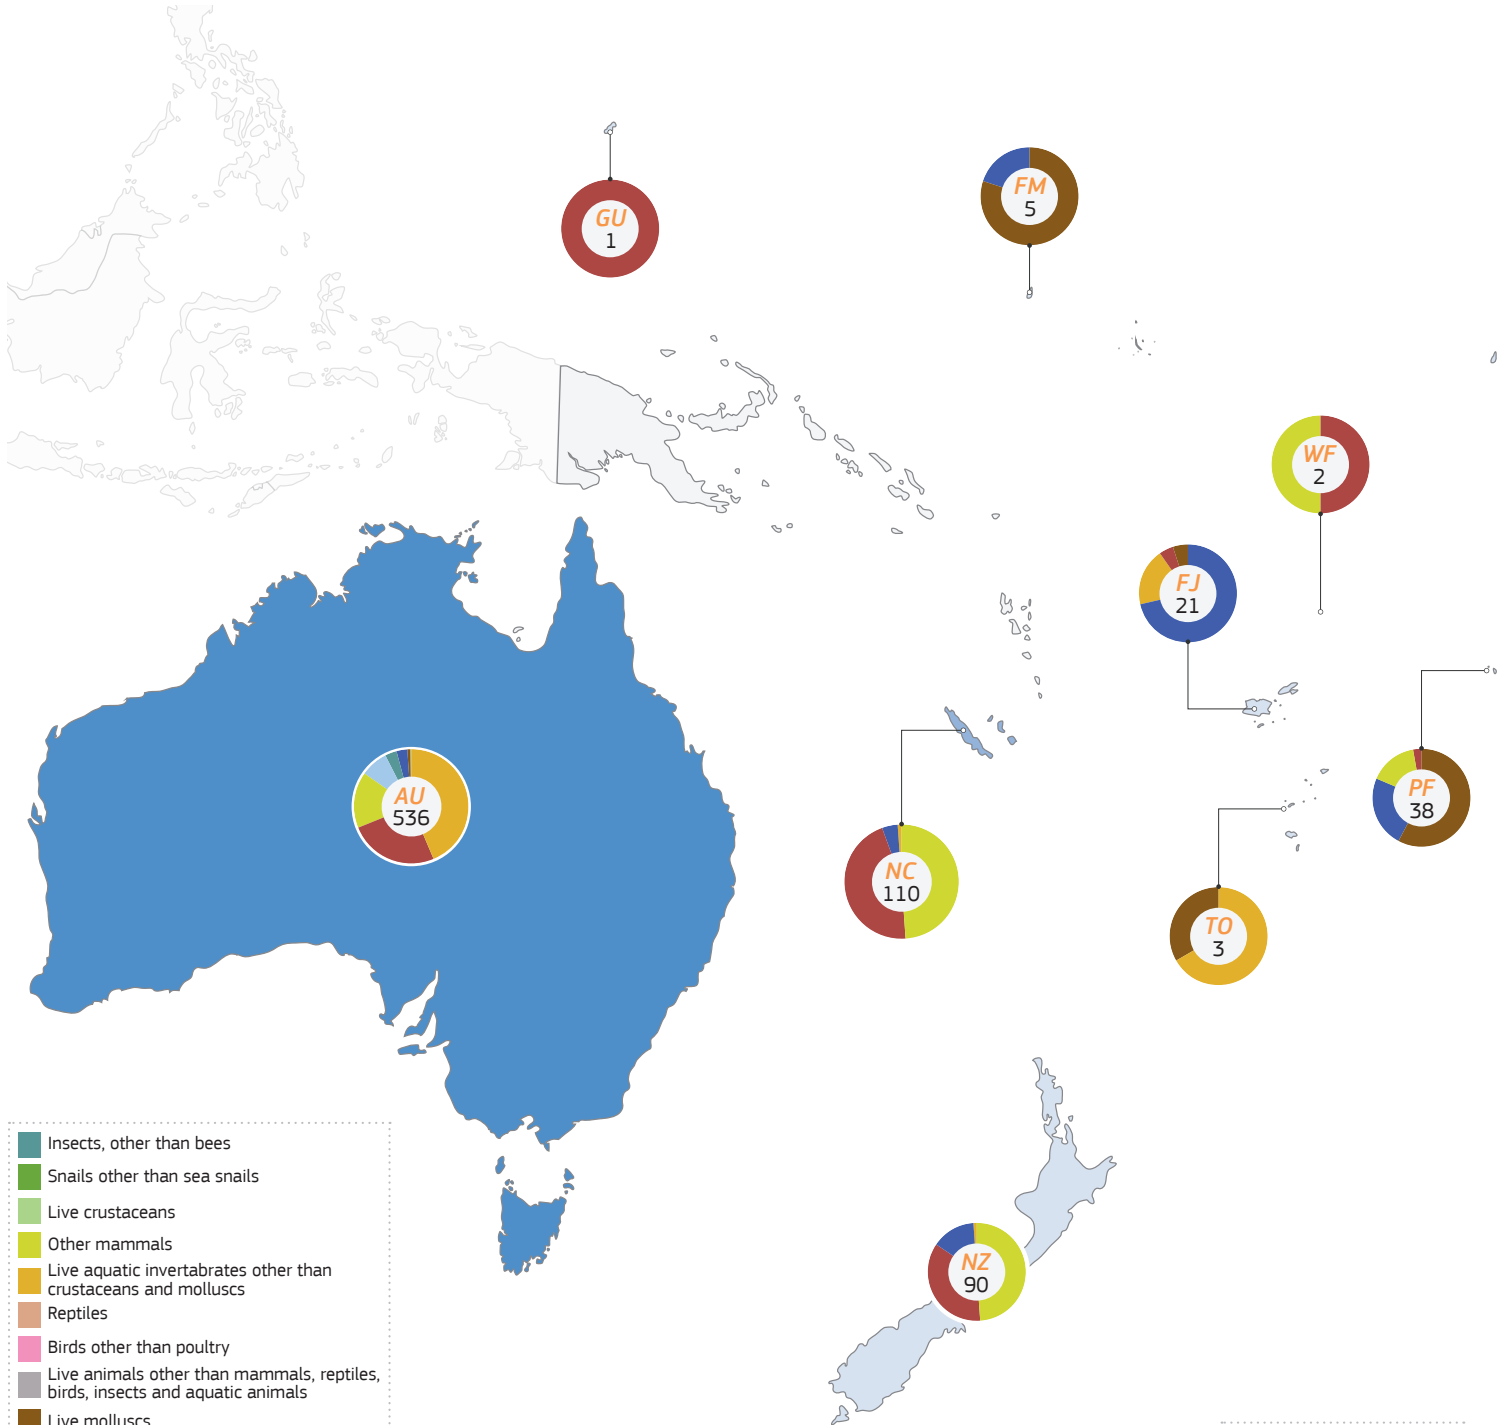 GU
1
FM
5
WF
2
FJ
21
AU
536
PF
38
NC
110
TO
3
NZ
90
Insects, other than bees
Snails other than sea snails
Live crustaceans
Other mammals
Live aquatic invertabrates other than
crustaceans and molluscs
Reptiles
Birds other than poultry
Live animals other than mammals, reptiles,
birds, insects and aquatic animals
Live molluscs